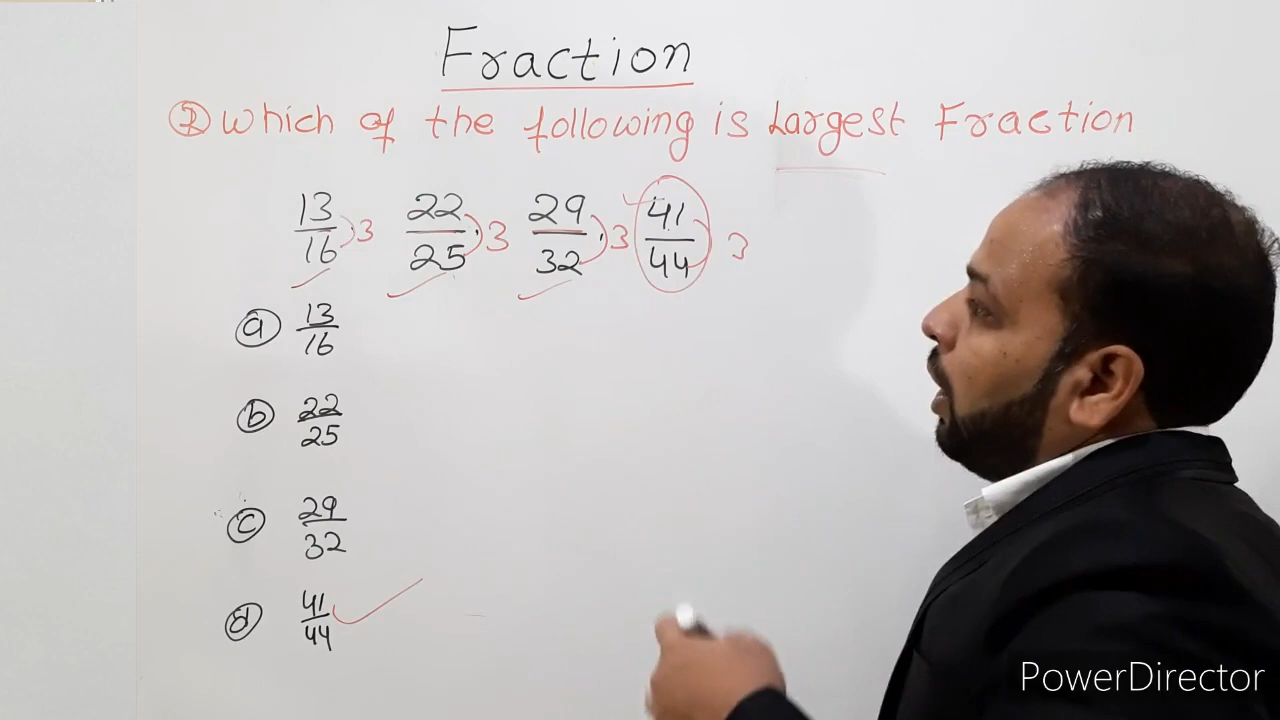 Fraction
② Which of the following is Largest Fraction
13/16 )3 22/25 )3 29/32 )3 41/44 ) 3
ⓐ 13/16
ⓑ 22/25
ⓒ 29/32
ⓓ 41/44
PowerDirector